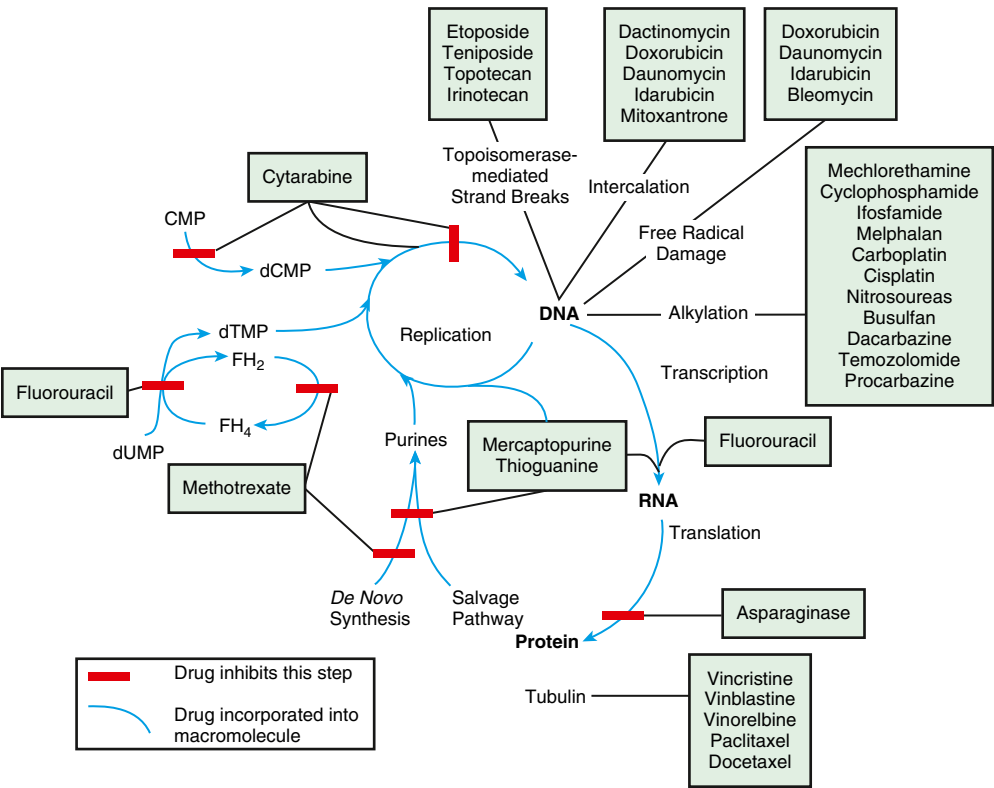 Etoposide
Teniposide
Topotecan
Irinotecan
Dactinomycin
Doxorubicin
Daunomycin
Idarubicin
Mitoxantrone
Doxorubicin
Daunomycin
Idarubicin
Bleomycin
Topoisomerase-
mediated
Strand Breaks
Intercalation
Free Radical
Damage
Mechlorethamine
Cyclophosphamide
Ifosfamide
Melphalan
Carboplatin
Cisplatin
Nitrosoureas
Busulfan
Dacarbazine
Temozolomide
Procarbazine
Cytarabine
CMP
dCMP
DNA
Alkylation
dTMP
Replication
FH2
Transcription
Fluorouracil
FH4
dUMP
Purines
Mercaptopurine
Thioguanine
Fluorouracil
Methotrexate
RNA
Translation
De Novo
Synthesis
Salvage
Pathway
Asparaginase
Protein
Drug inhibits this step
Drug incorporated into
macromolecule
Tubulin
Vincristine
Vinblastine
Vinorelbine
Paclitaxel
Docetaxel